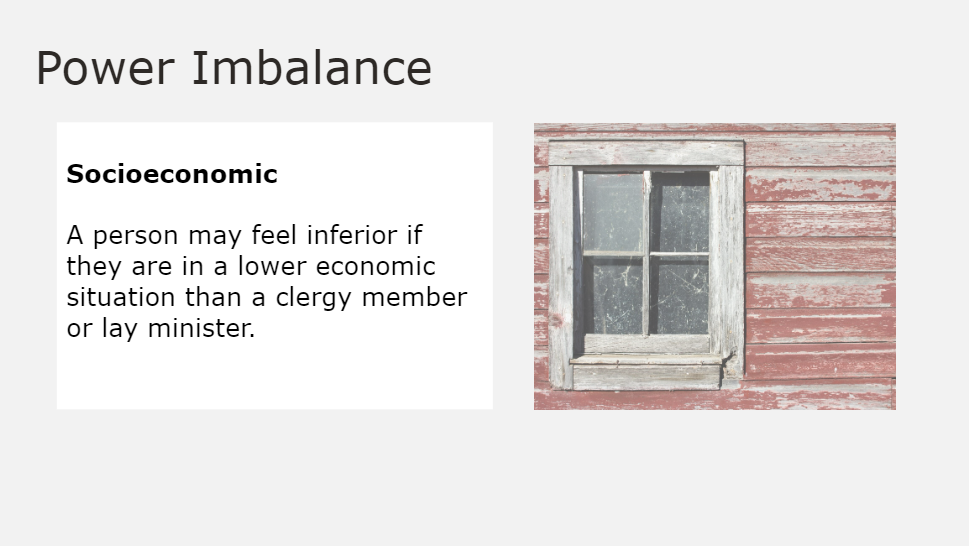 Power Imbalance
Socioeconomic
A person may feel inferior if
they are in a lower economic
situation than a clergy member
or lay minister.